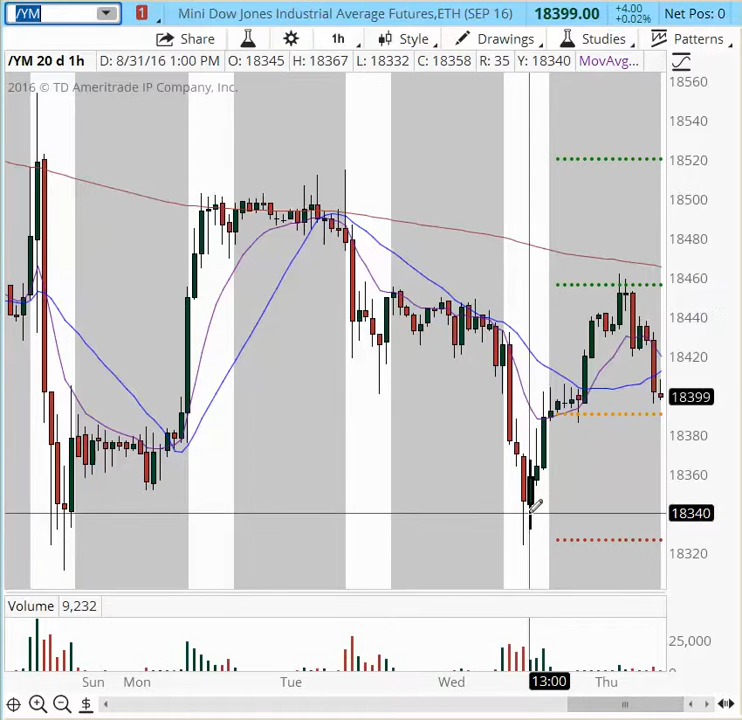 /YM 1 Mini Dow Jones Industrial Average Futures,ETH (SEP 16) 18399.00 +4.00 +0.02% Net Pos: 0
Share 1h Style Drawings Studies Patterns
/YM 20 d 1h D: 8/31/16 1:00 PM O: 18345 H: 18367 L: 18332 C: 18358 R: 35 Y: 18340 MovAvg...
2016 © TD Ameritrade IP Company, Inc.
18560
18540
18520
18500
18480
18460
18440
18420
18399
18380
18360
18340
18320
Volume 9,232
25,000
Sun Mon Tue Wed 13:00 Thu